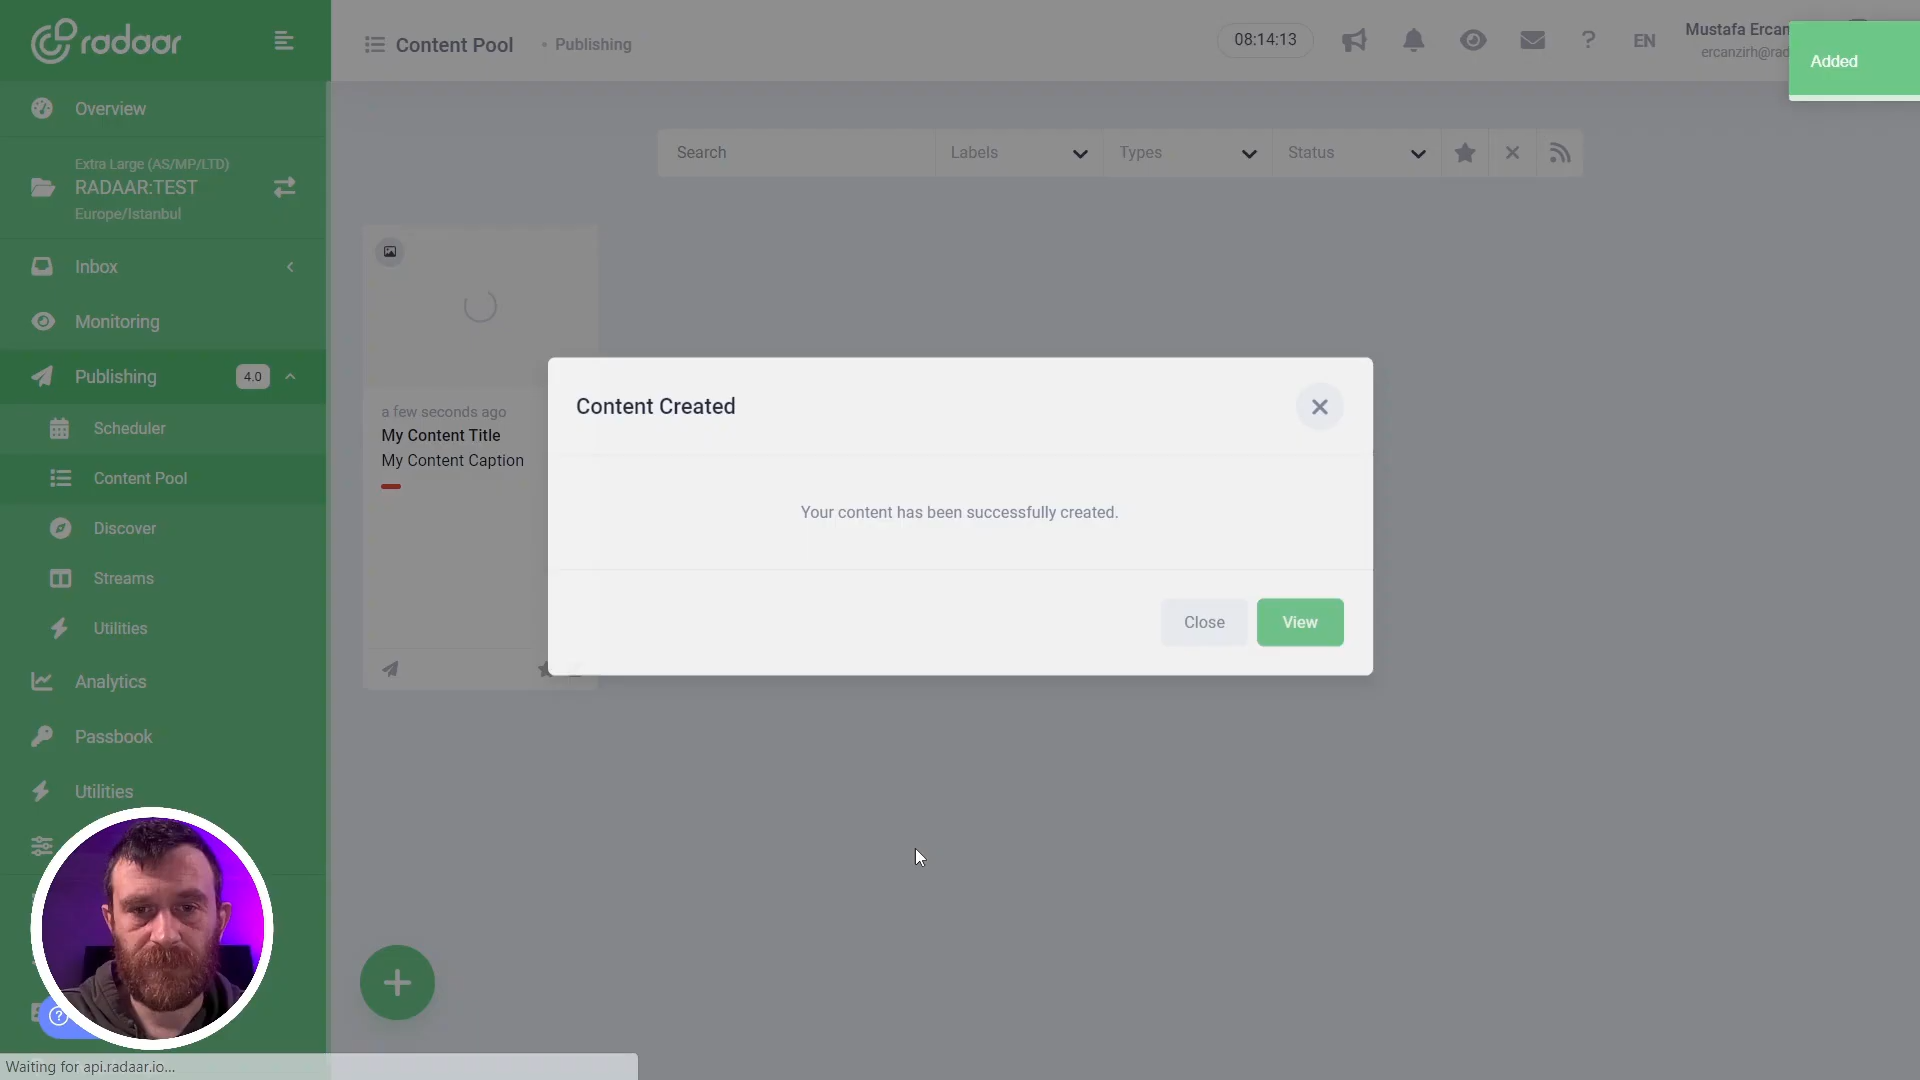 radaar
Content Pool
• Publishing
08:14:13
EN
Mustafa Ercan
ercanzirh@rad
Added
Overview
Extra Large (AS/MP/LTD)
RADAAR:TEST
Europe/Istanbul
Inbox
Monitoring
Publishing
4.0
Scheduler
Content Pool
Discover
Streams
Utilities
Analytics
Passbook
Utilities
Search
Labels
Types
Status
a few seconds ago
My Content Title
My Content Caption
Content Created
Your content has been successfully created.
Close
View
Waiting for api.radaar.io...